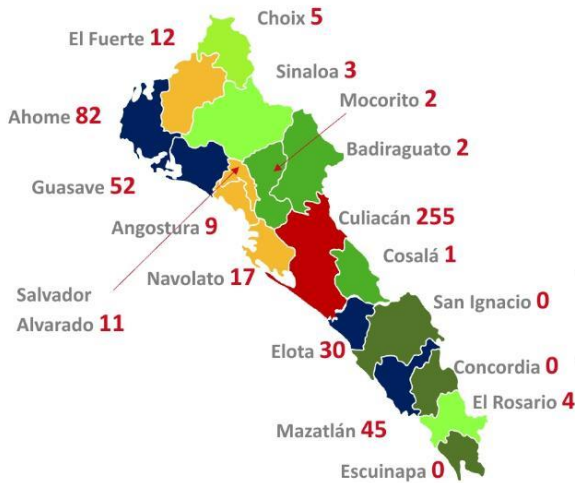 Choix 5
El Fuerte 12
Sinaloa 3
Mocorito 2
Ahome 82
Badiraguato 2
Guasave 52
Culiacán 255
Angostura 9
Cosalá 1
Navolato 17
Salvador
Alvarado 11
San Ignacio 0
Elota 30
Concordia 0
El Rosario 4
Mazatlán 45
Escuinapa 0